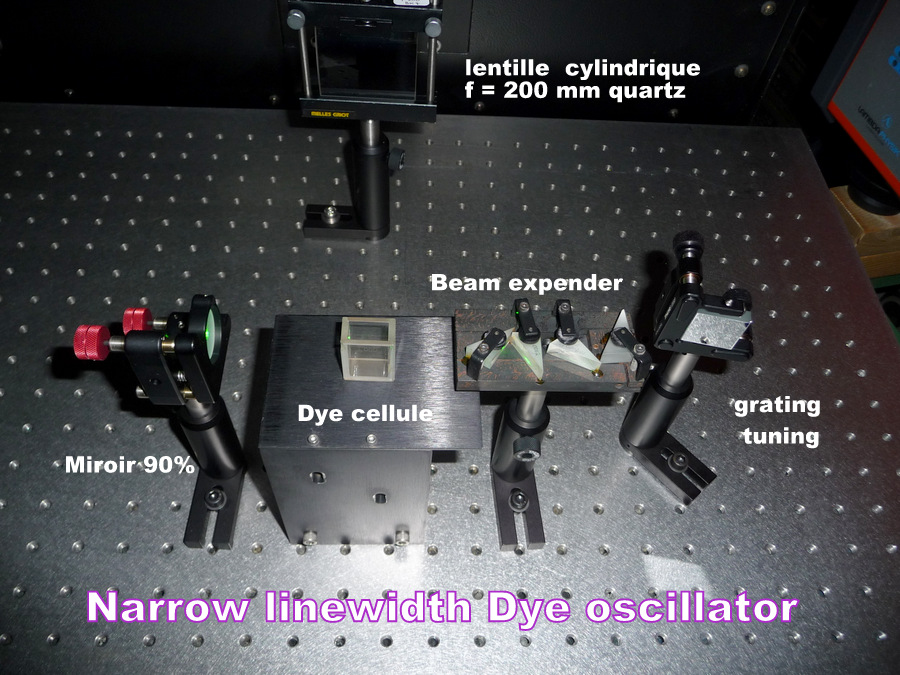 MELLES GRIOT
lentille cylindrique
f = 200 mm quartz
Beam expender
Dye cellule
grating
tuning
Miroir 90%
Narrow linewidth Dye oscillator